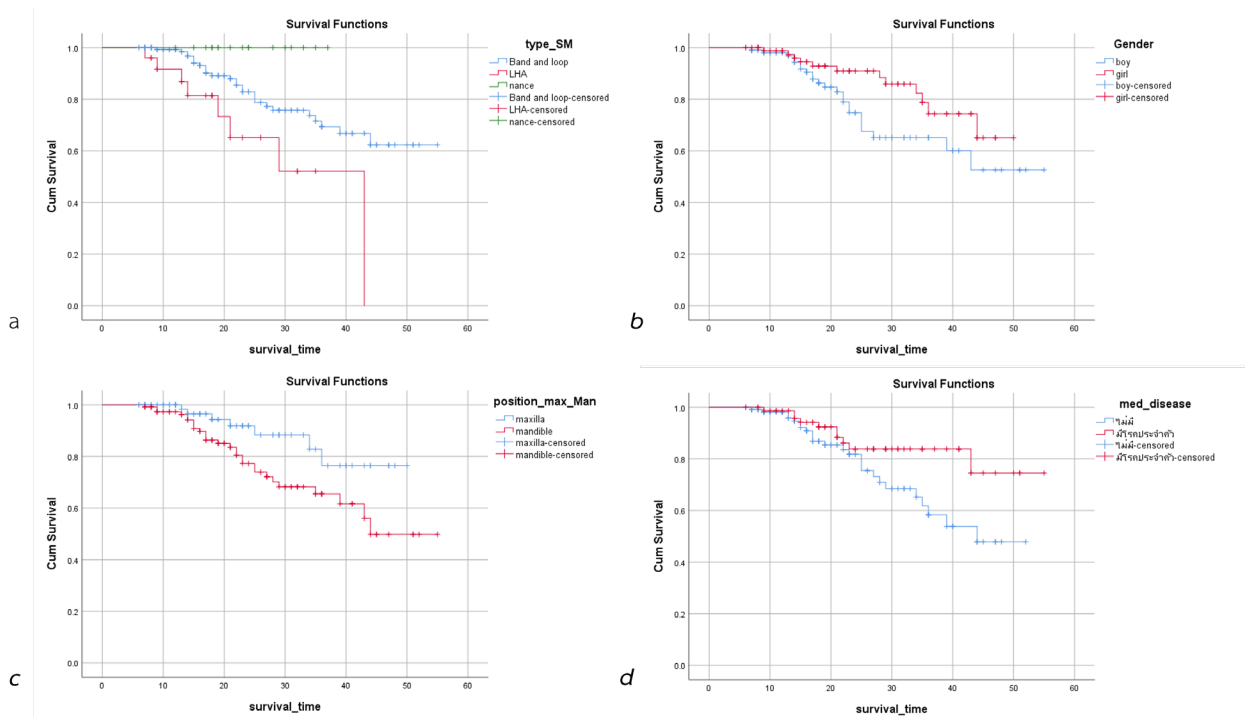 Survival Functions
type_SM
Band and loop
LHA
nance
Band and loop-censored
LHA-censored
nance-censored
Cum Survival
1.0
0.8
0.6
0.4
0.2
0.0
0
10
20
30
40
50
60
survival_time
a
Survival Functions
Gender
boy
girl
boy-censored
girl-censored
Cum Survival
1.0
0.8
0.6
0.4
0.2
0.0
0
10
20
30
40
50
60
survival_time
b
Survival Functions
position_max_Man
maxilla
mandible
maxilla-censored
mandible-censored
Cum Survival
1.0
0.8
0.6
0.4
0.2
0.0
0
10
20
30
40
50
60
survival_time
c
Survival Functions
med_disease
ไม่มี
มีโรคประจำตัว
ไม่มี-censored
มีโรคประจำตัว-censored
Cum Survival
1.0
0.8
0.6
0.4
0.2
0.0
0
10
20
30
40
50
60
survival_time
d